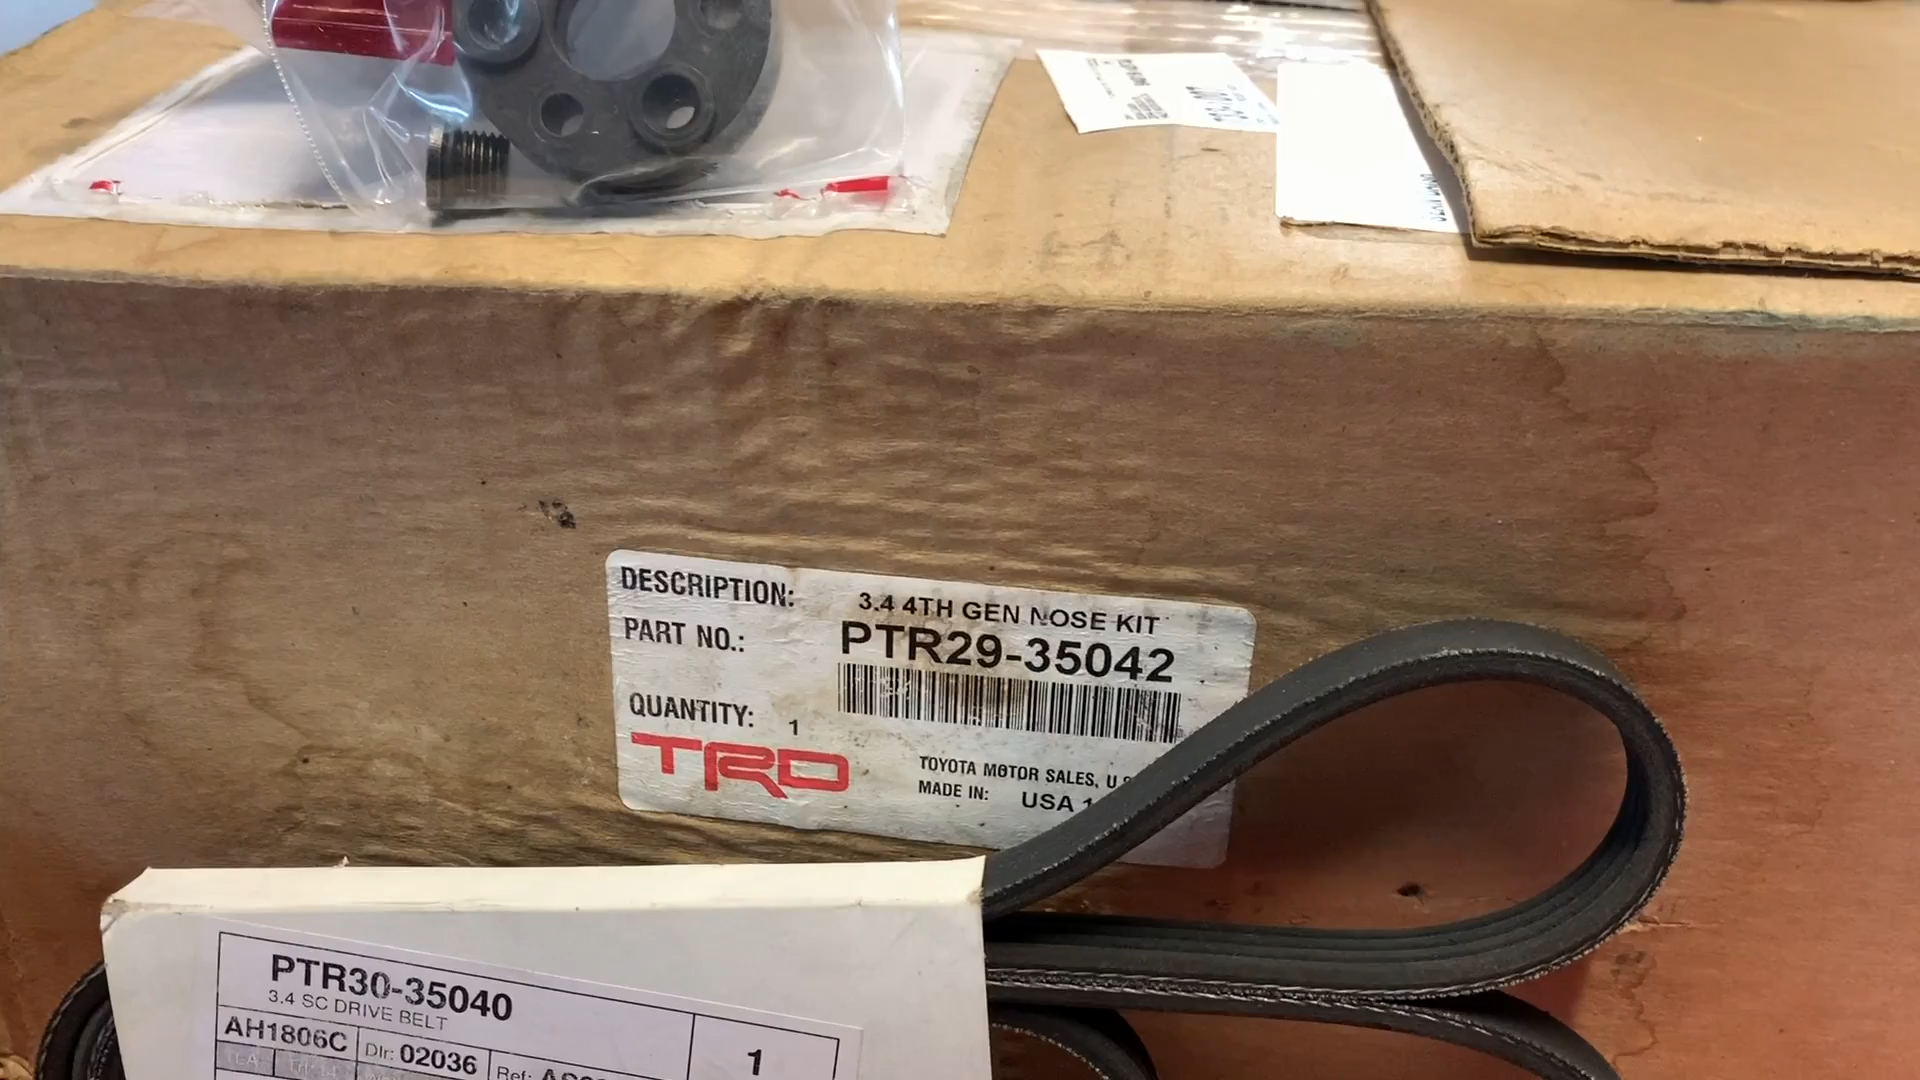 DESCRIPTION: 3.4 4TH GEN NOSE KIT
PART NO.: PTR29-35042
QUANTITY: 1
TRD
TOYOTA MOTOR SALES, U
MADE IN: USA
PTR30-35040
3.4 SC DRIVE BELT
1
AH1806C Dlr: 02036 Ref: